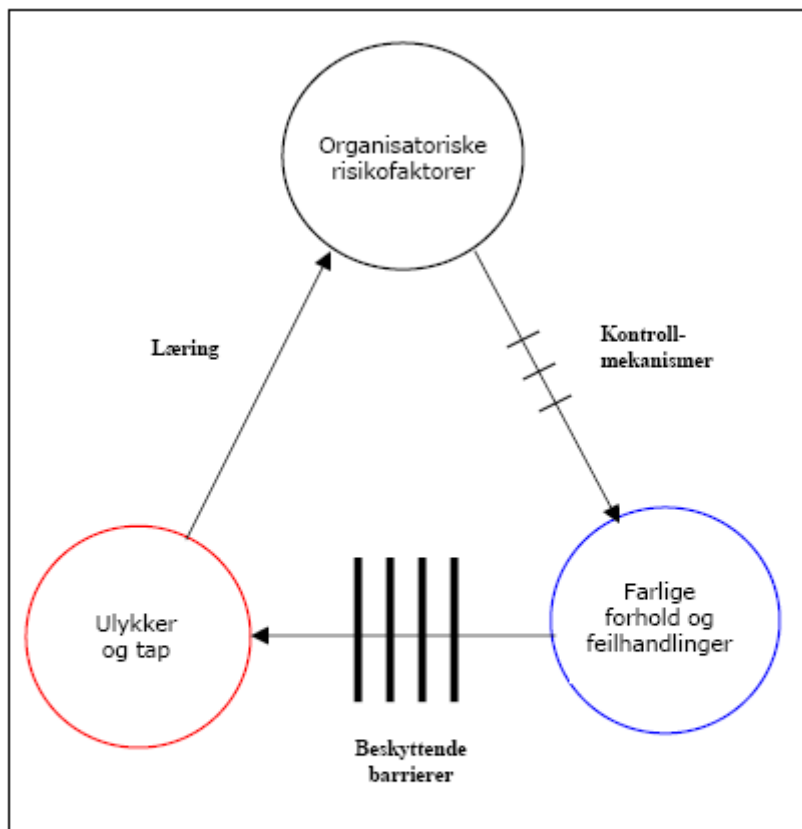 Organisatoriske
risikofaktorer
Læring
Kontroll-
mekanismer
Ulykker
og tap
Farlige
forhold og
feilhandlinger
Beskyttende
barrierer